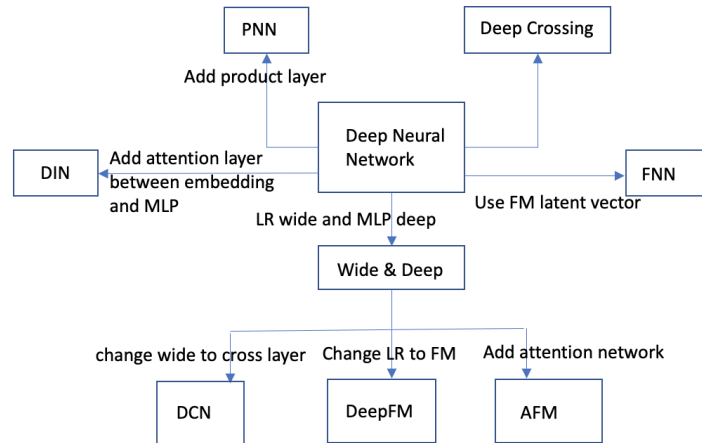 PNN
Deep Crossing
Add product layer
Deep Neural
Network
DIN
Add attention layer
between embedding
and MLP
FNN
Use FM latent vector
LR wide and MLP deep
Wide & Deep
change wide to cross layer
Change LR to FM
Add attention network
DCN
DeepFM
AFM